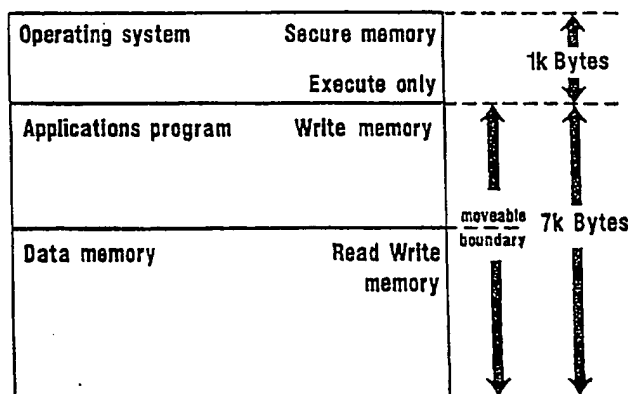 Operating system Secure memory
1k Bytes
Execute only
Applications program Write memory
moveable
boundary
7k Bytes
Data memory Read Write
memory